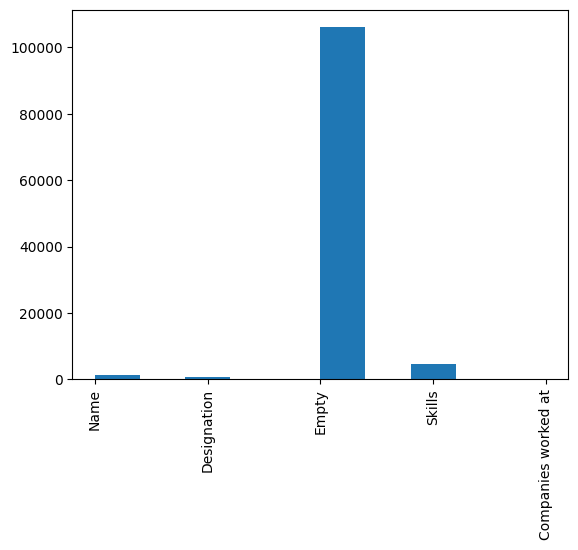 100000
80000
60000
40000
20000
0
Name
Designation
Empty
Skills
Companies worked at